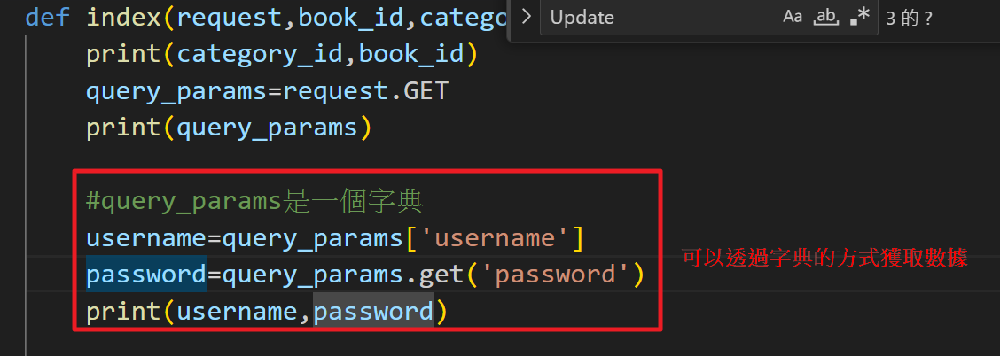 def index(request,book_id,catego
Update
Aa ab
.*
3 的 ?
print(category_id,book_id)
query_params=request.GET
print(query_params)
#query_params是一個字典
username=query_params['username']
password=query_params.get('password')
可以透過字典的方式獲取數據
print(username,password)